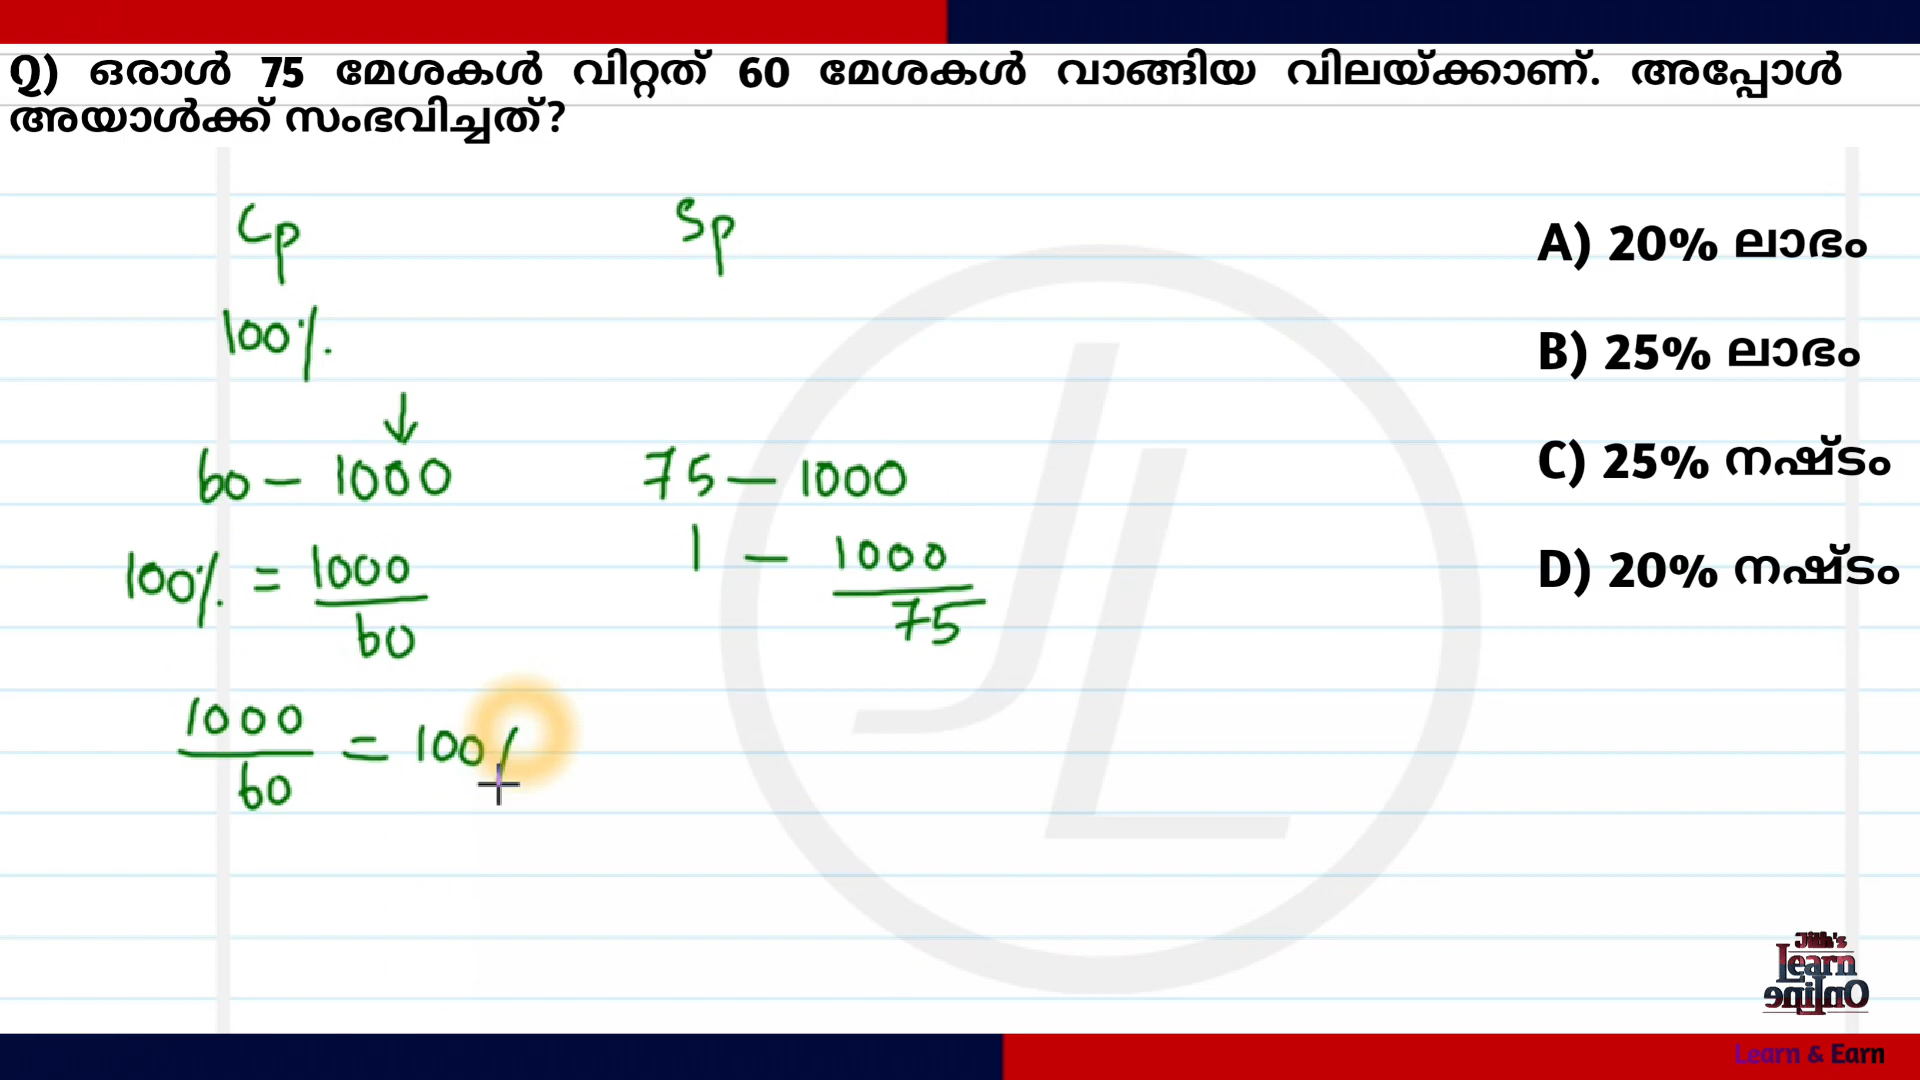 Q) ഒരാൾ 75 മേശകൾ വിറ്റത് 60 മേശകൾ വാങ്ങിയ വിലയ്ക്കാണ്. അപ്പോൾ
അയാൾക്ക് സംഭവിച്ചത്?
Cp
Sp
100%.
↓
60 – 1000
75 – 1000
1 – 1000/75
100%. = 1000/60
1000/60 = 100/
A) 20% ലാഭം
B) 25% ലാഭം
C) 25% നഷ്ടം
D) 20% നഷ്ടം
JL
Jith's
Learn
Online
Learn & Earn